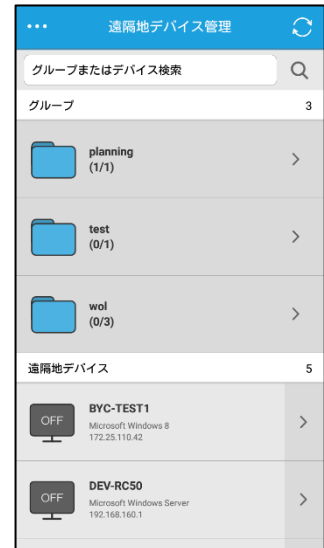 遠隔地デバイス管理
グループまたはデバイス検索
グループ 3
planning
(1/1)
test
(0/1)
wol
(0/3)
遠隔地デバイス 5
OFF
BYC-TEST1
Microsoft Windows 8
172.25.110.42
OFF
DEV-RC50
Microsoft Windows Server
192.168.160.1